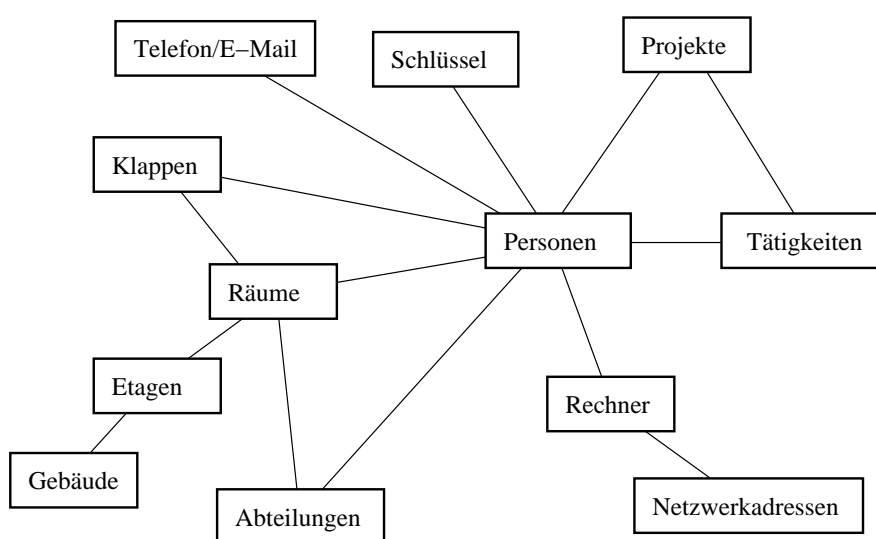 Telefon/E–Mail
Schlüssel
Projekte
Klappen
Personen
Tätigkeiten
Räume
Etagen
Rechner
Gebäude
Abteilungen
Netzwerkadressen